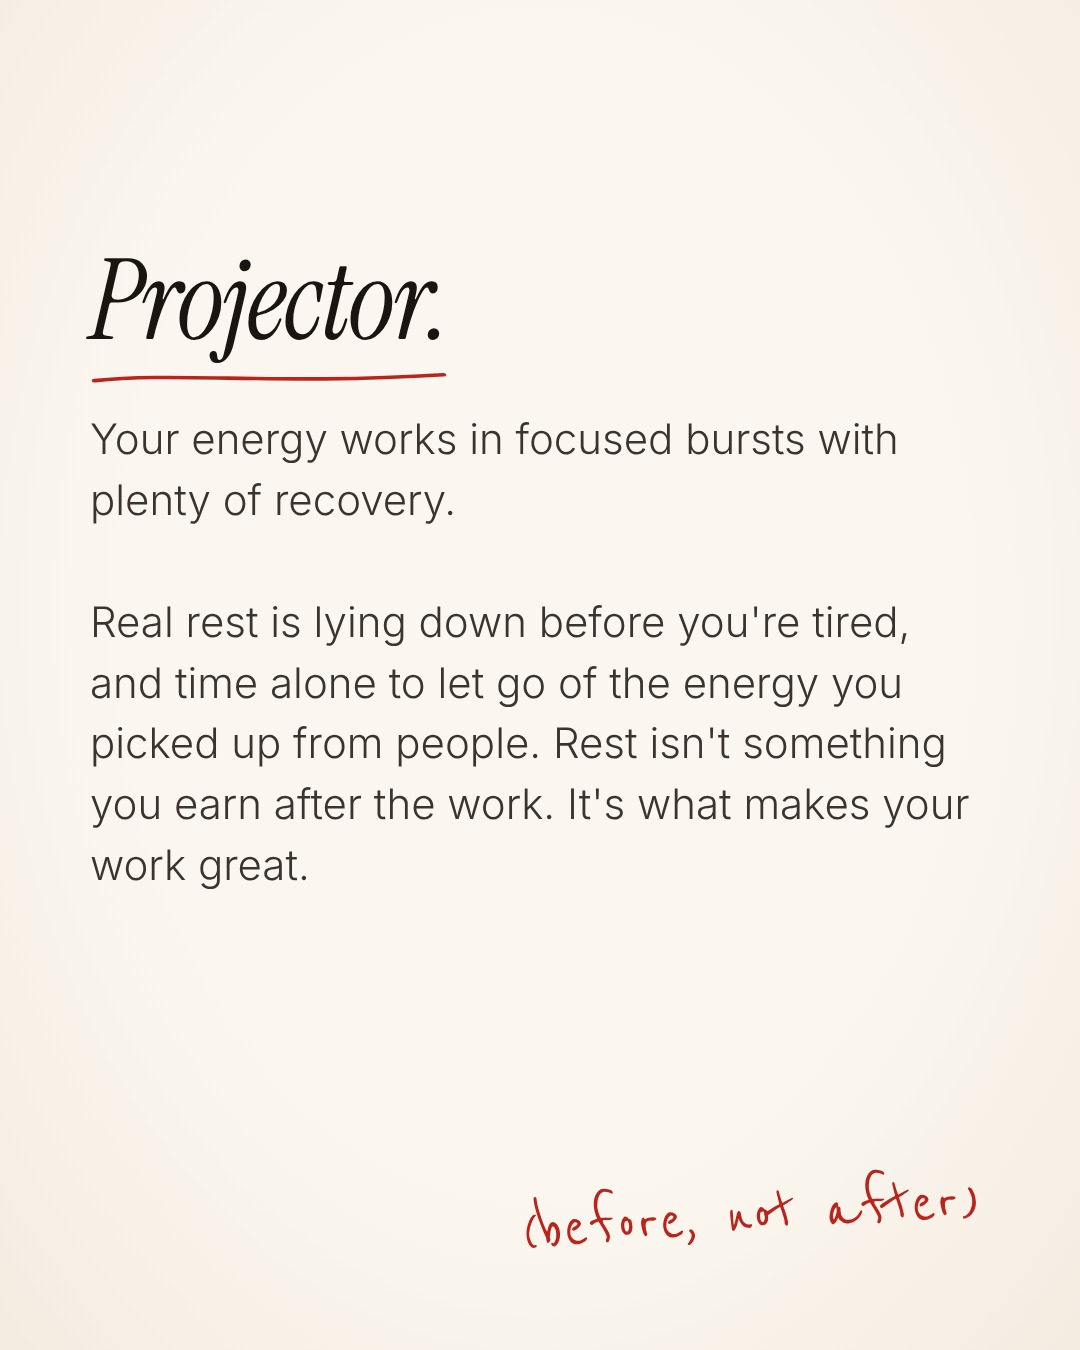 Projector.
Your energy works in focused bursts with
plenty of recovery.
Real rest is lying down before you're tired,
and time alone to let go of the energy you
picked up from people. Rest isn't something
you earn after the work. It's what makes your
work great.
(before, not after)